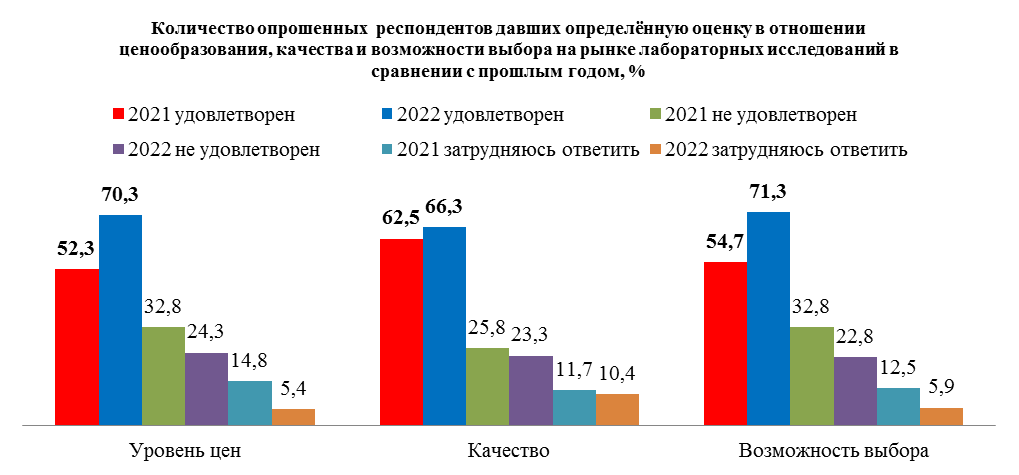 Количество опрошенных респондентов давших определённую оценку в отношении
ценообразования, качества и возможности выбора на рынке лабораторных исследований в
сравнении с прошлым годом, %
2021 удовлетворен
2022 удовлетворен
2021 не удовлетворен
2022 не удовлетворен
2021 затрудняюсь ответить
2022 затрудняюсь ответить
52,3
70,3
32,8
24,3
14,8
5,4
62,5
66,3
25,8
23,3
11,7
10,4
54,7
71,3
32,8
22,8
12,5
5,9
Уровень цен
Качество
Возможность выбора